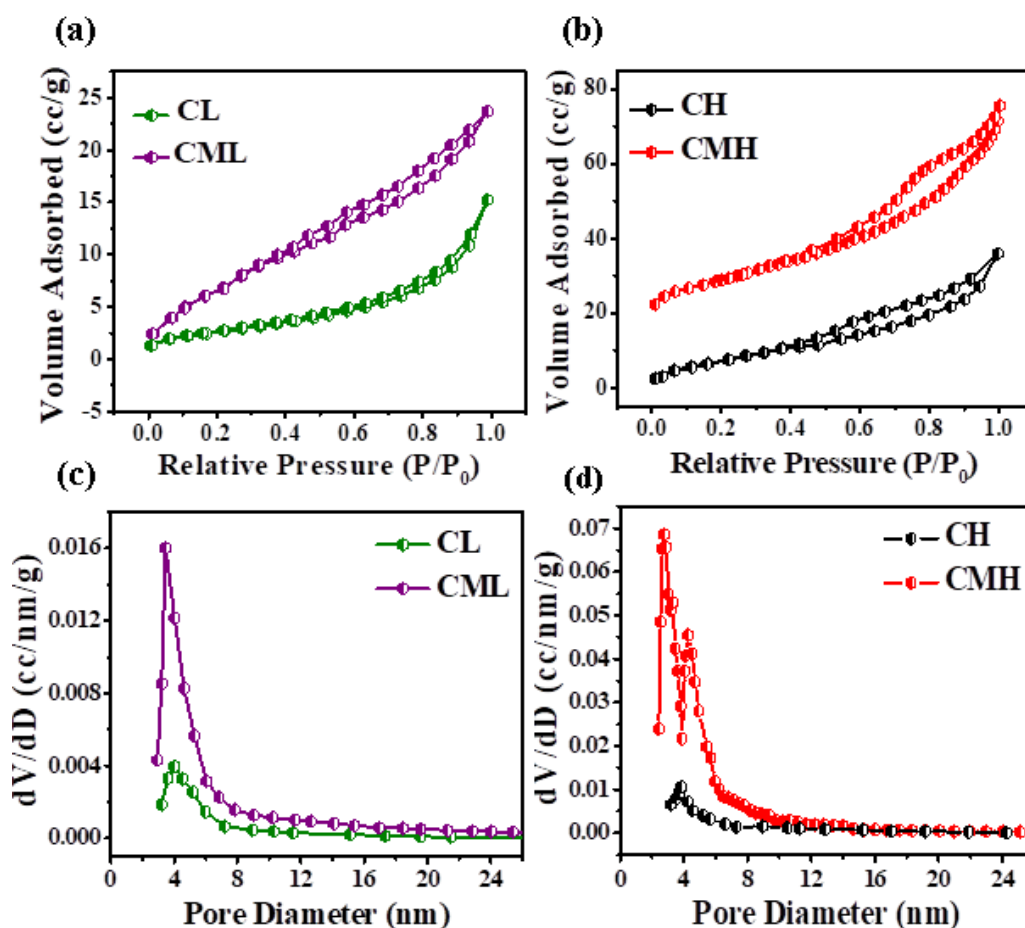 (a)
Volume Adsorbed (cc/g)
25
20
15
10
5
0
-5
CL
CML
0.0 0.2 0.4 0.6 0.8 1.0
Relative Pressure (P/P0)
(b)
Volume Adsorbed (cc/g)
80
60
40
20
0
CH
CMH
0.0 0.2 0.4 0.6 0.8 1.0
Relative Pressure (P/P0)
(c)
dV/dD (cc/nm/g)
0.016
0.012
0.008
0.004
0.000
CL
CML
0 4 8 12 16 20 24
Pore Diameter (nm)
(d)
dV/dD (cc/nm/g)
0.07
0.06
0.05
0.04
0.03
0.02
0.01
0.00
CH
CMH
0 4 8 12 16 20 24
Pore Diameter (nm)